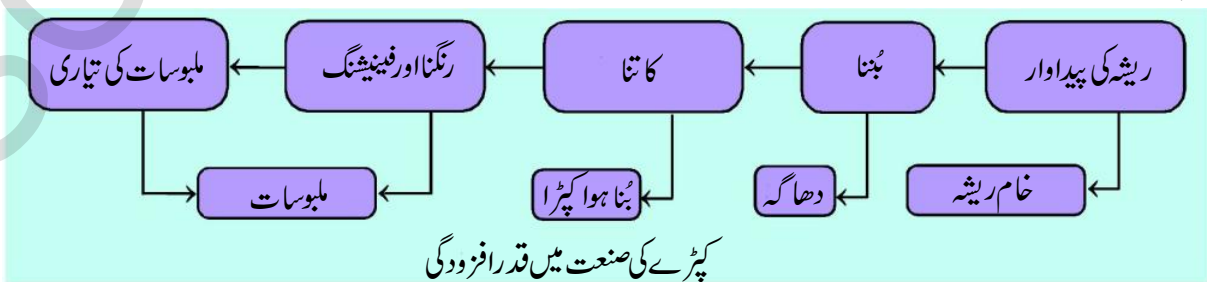 ریشہ کی پیداوار
بُننا
کاتنا
رنگنا اور فینیشنگ
ملبوسات کی تیاری
خام ریشہ
دھاگہ
بُنا ہوا کپڑا
ملبوسات
کپڑے کی صنعت میں قدر افزودگی